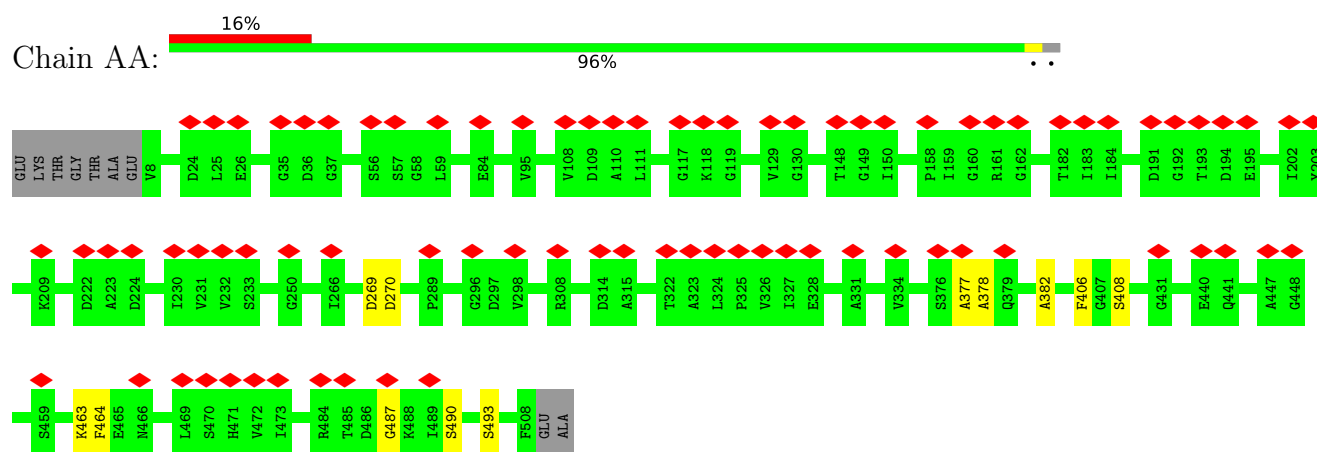 16%
Chain AA:
96%
• •
GLU LYS THR GLY THR ALA GLU V8 D24 L25 E26 G35 D36 G37 S56 S57 G58 L59 E84 V95 V108 D109 A110 L111 G117 K118 G119 V129 G130 T148 G149 I150 P158 I159 G160 R161 G162 T182 I183 I184 D191 G192 T193 D194 E195 I202
K209 D222 A223 D224 I230 V231 V232 S233 G250 I266 D269 D270 P289 G296 D297 V298 R308 D314 A315 T322 A323 L324 P325 V326 I327 E328 A331 V334 S376 A377 A378 Q379 A382 F406 G407 S408 G431 E440 Q441 A447 G448
S459 K463 F464 E465 N466 L469 S470 H471 V472 I473 R484 T485 D486 G487 K488 I489 S490 S493 F508 GLU ALA